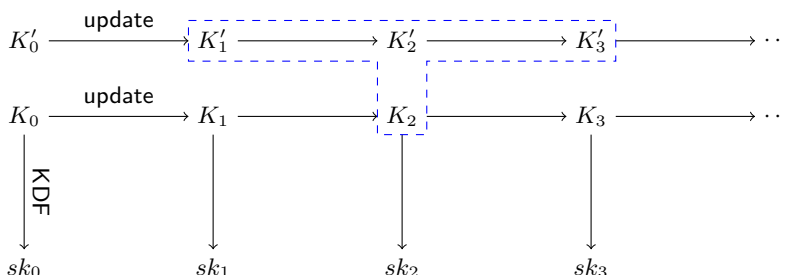 update
K′₀ K′₁ K′₂ K′₃ ··
update
K₀ K₁ K₂ K₃ ··
KDF
sk₀ sk₁ sk₂ sk₃